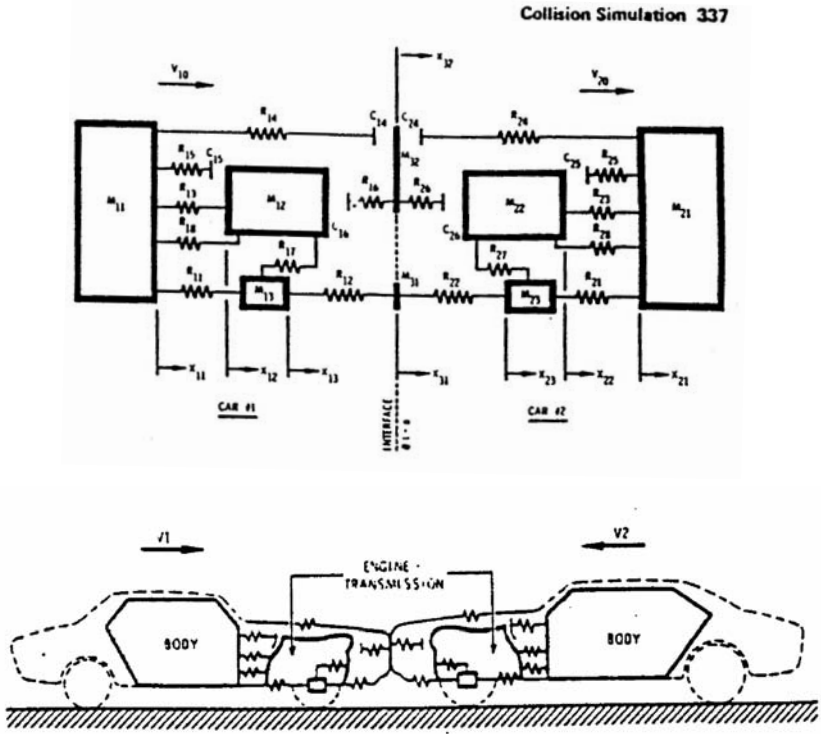 Collision Simulation 337
X32
V10
V20
R14
C14
C24
R24
R15
C15
M32
C25
R25
R13
M12
R16
R26
M22
R23
M11
M21
R18
C16
C26
R28
R17
R27
R11
M13
R12
M31
R22
M23
R21
X11
X12
X13
X31
X23
X22
X21
CAR #1
CAR #2
INTERFACE
V1
V2
ENGINE -
TRANSMISSION
BODY
BODY